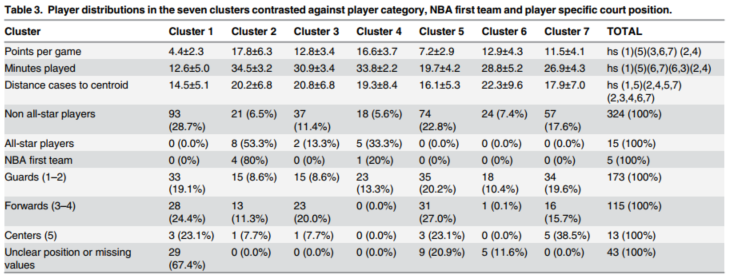 Table 3. Player distributions in the seven clusters contrasted against player category, NBA first team and player specific court position.
Cluster 1 Cluster 2 Cluster 3 Cluster 4 Cluster 5 Cluster 6 Cluster 7 TOTAL
Points per game 4.4±2.3 17.8±6.3 12.8±3.4 16.6±3.7 7.2±2.9 12.9±4.3 11.5±4.1 hs (1)(5)(3,6,7) (2,4)
Minutes played 12.6±5.0 34.5±3.2 30.9±3.4 33.8±2.2 19.7±4.2 28.8±5.2 26.9±4.3 hs (1)(5)(6,7)(6,3)(2,4)
Distance cases to centroid 14.5±5.1 20.2±6.8 20.8±6.8 19.3±8.4 16.1±5.3 22.3±9.6 17.9±7.0 hs (1,5)(2,4,5,7)
(2,3,4,6,7)
Non all-star players 93 21 (6.5%) 37 18 (5.6%) 74 24 (7.4%) 57 324 (100%)
(28.7%) (11.4%) (22.8%) (17.6%)
All-star players 0 (0.0%) 8 (53.3%) 2 (13.3%) 5 (33.3%) 0 (0.0%) 0 (0.0%) 0 (0.0%) 15 (100%)
NBA first team 0 (0%) 4 (80%) 0 (0%) 1 (20%) 0 (0%) 0 (0%) 0 (0%) 5 (100%)
Guards (1–2) 33 15 (8.6%) 15 (8.6%) 23 35 18 34 173 (100%)
(19.1%) (13.3%) (20.2%) (10.4%) (19.6%)
Forwards (3–4) 28 13 23 0 (0.0%) 31 1 (0.1%) 16 115 (100%)
(24.4%) (11.3%) (20.0%) (27.0%) (15.7%)
Centers (5) 3 (23.1%) 1 (7.7%) 1 (7.7%) 0 (0.0%) 3 (23.1%) 0 (0.0%) 5 (38.5%) 13 (100%)
Unclear position or missing 29 0 (0.0%) 0 (0.0%) 0 (0.0%) 9 (20.9%) 5 (11.6%) 0 (0.0%) 43 (100%)
values (67.4%)